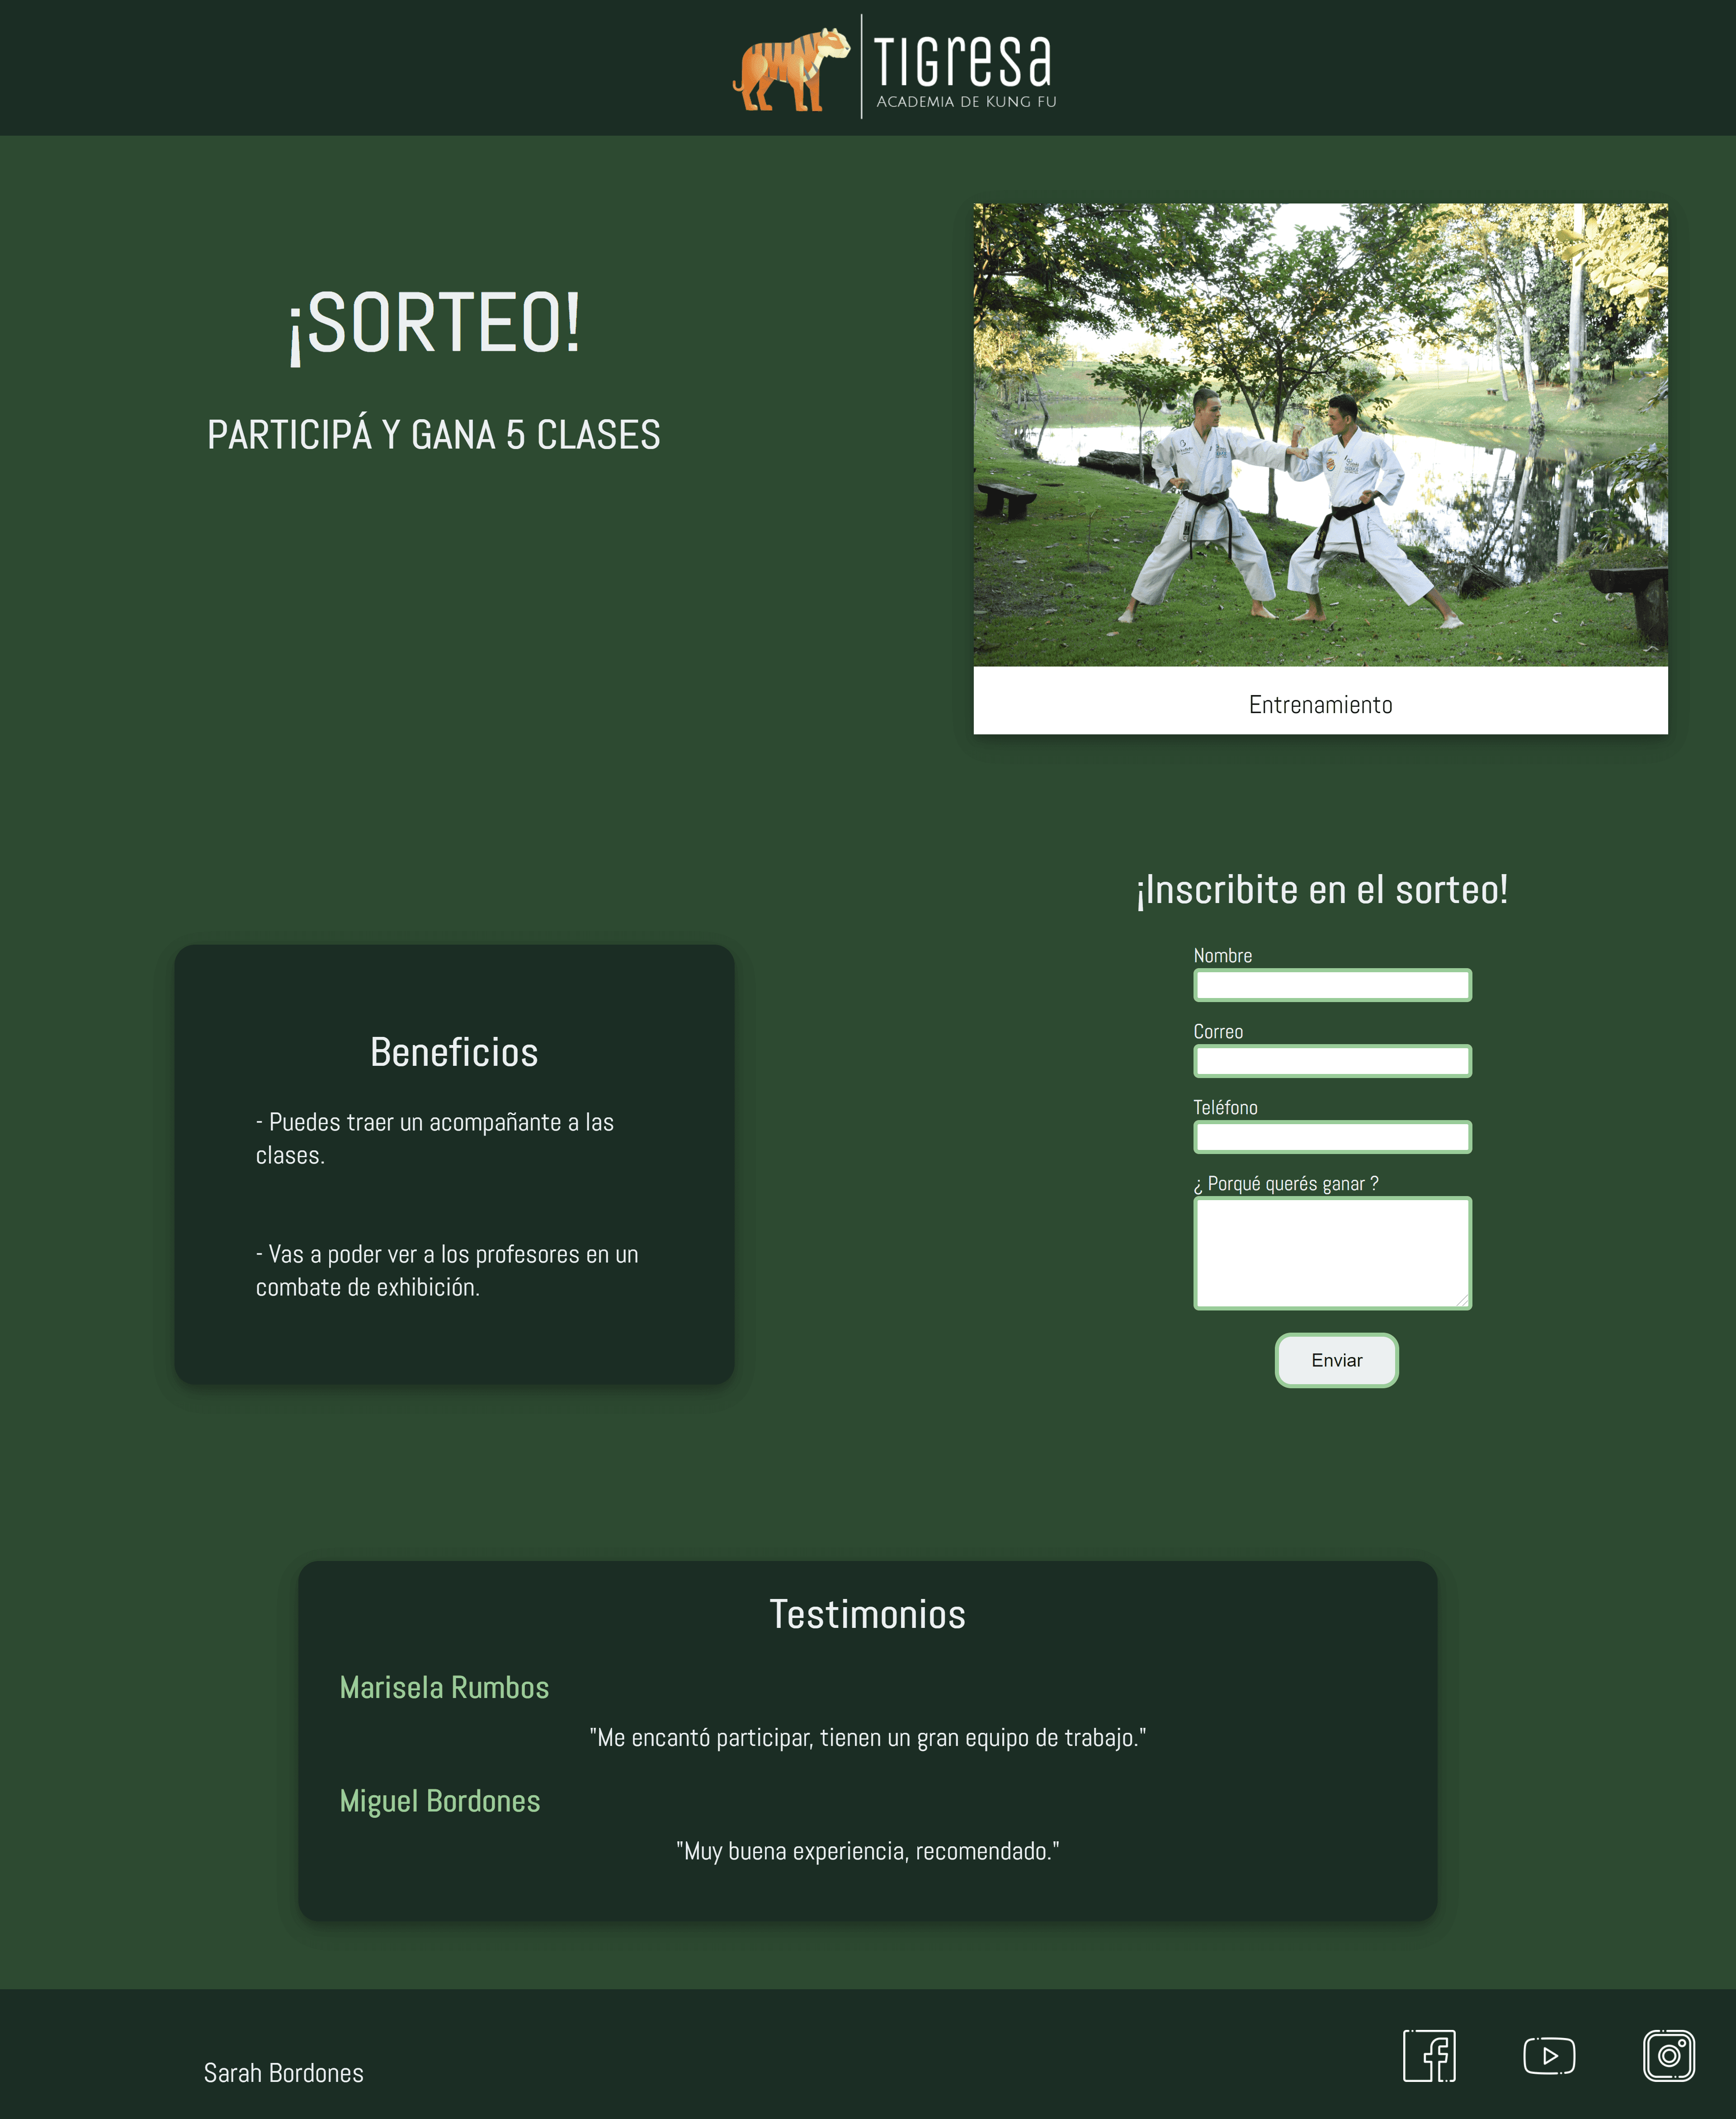 TIGresa
ACADEMIA DE KUNG FU
¡SORTEO!
PARTICIPÁ Y GANA 5 CLASES
Entrenamiento
¡Inscribite en el sorteo!
Nombre
Correo
Teléfono
¿ Porqué querés ganar ?
Enviar
Beneficios
- Puedes traer un acompañante a las
clases.
- Vas a poder ver a los profesores en un
combate de exhibición.
Testimonios
Marisela Rumbos
"Me encantó participar, tienen un gran equipo de trabajo."
Miguel Bordones
"Muy buena experiencia, recomendado."
Sarah Bordones